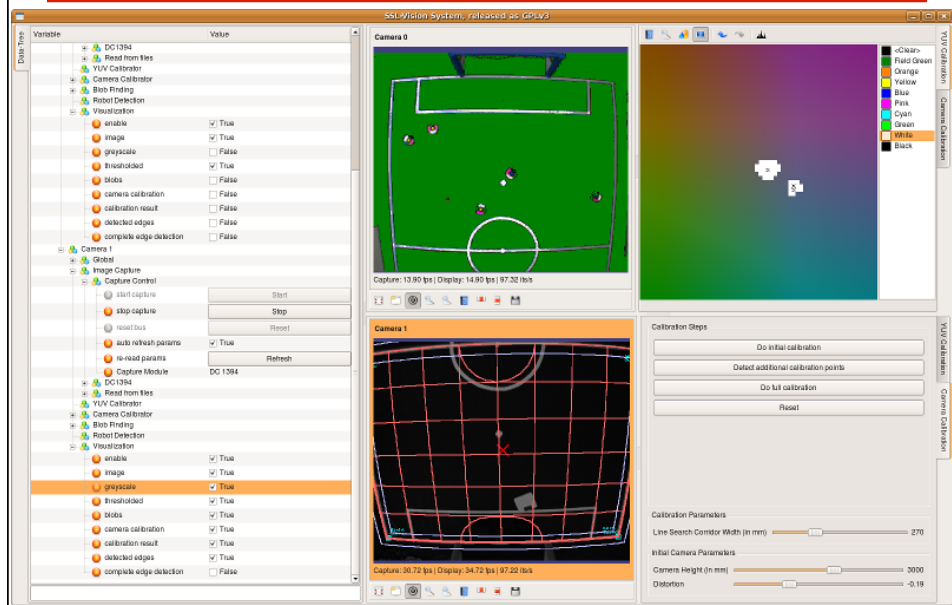 SSL-Vision System, released as GPLv3
Data-Tree
Variable Value
DC1394
Read from files
YUV Calibrator
Camera Calibrator
Blob Finding
Robot Detection
Visualization
enable True
image True
greyscale False
thresholded True
blobs False
camera calibration False
calibration result False
detected edges False
complete edge detection False
Camera 1
Global
Image Capture
Capture Control
start capture Start
stop capture Stop
reset bus Reset
auto refresh params True
re-read params Refresh
Capture Module DC 1394
DC1394
Read from files
YUV Calibrator
Camera Calibrator
Blob Finding
Robot Detection
Visualization
enable True
image True
greyscale True
thresholded True
blobs True
camera calibration True
calibration result True
detected edges True
complete edge detection False
Camera 0
Capture: 13.90 fps | Display: 14.90 fps | 97.32 its/s
Camera 1
Capture: 30.72 fps | Display: 34.72 fps | 97.22 its/s
<Clear>
Field Green
Orange
Yellow
Blue
Pink
Cyan
Green
White
Black
YUV Calibration
Camera Calibration
Calibration Steps
Do initial calibration
Detect additional calibration points
Do full calibration
Reset
Calibration Parameters
Line Search Corridor Width (in mm) 270
Initial Camera Parameters
Camera Height (in mm) 3000
Distortion -0.19
YUV Calibration
Camera Calibration